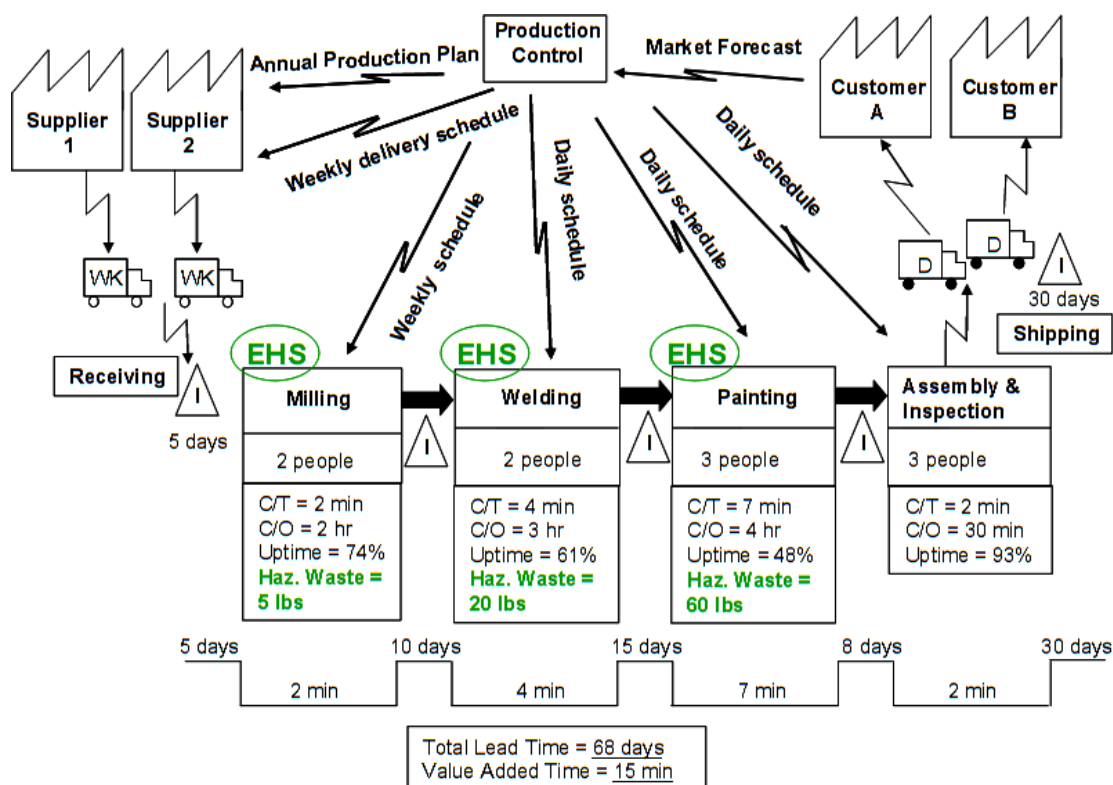 Production
Control
Annual Production Plan
Market Forecast
Supplier
1
Supplier
2
Customer
A
Customer
B
Weekly delivery schedule
Weekly schedule
Daily schedule
Daily schedule
Daily schedule
WK
WK
D
D
I
30 days
Shipping
Receiving
I
5 days
EHS
Milling
2 people
C/T = 2 min
C/O = 2 hr
Uptime = 74%
Haz. Waste =
5 lbs
I
EHS
Welding
2 people
C/T = 4 min
C/O = 3 hr
Uptime = 61%
Haz. Waste =
20 lbs
I
EHS
Painting
3 people
C/T = 7 min
C/O = 4 hr
Uptime = 48%
Haz. Waste =
60 lbs
I
Assembly &
Inspection
3 people
C/T = 2 min
C/O = 30 min
Uptime = 93%
5 days
10 days
15 days
8 days
30 days
2 min
4 min
7 min
2 min
Total Lead Time = 68 days
Value Added Time = 15 min